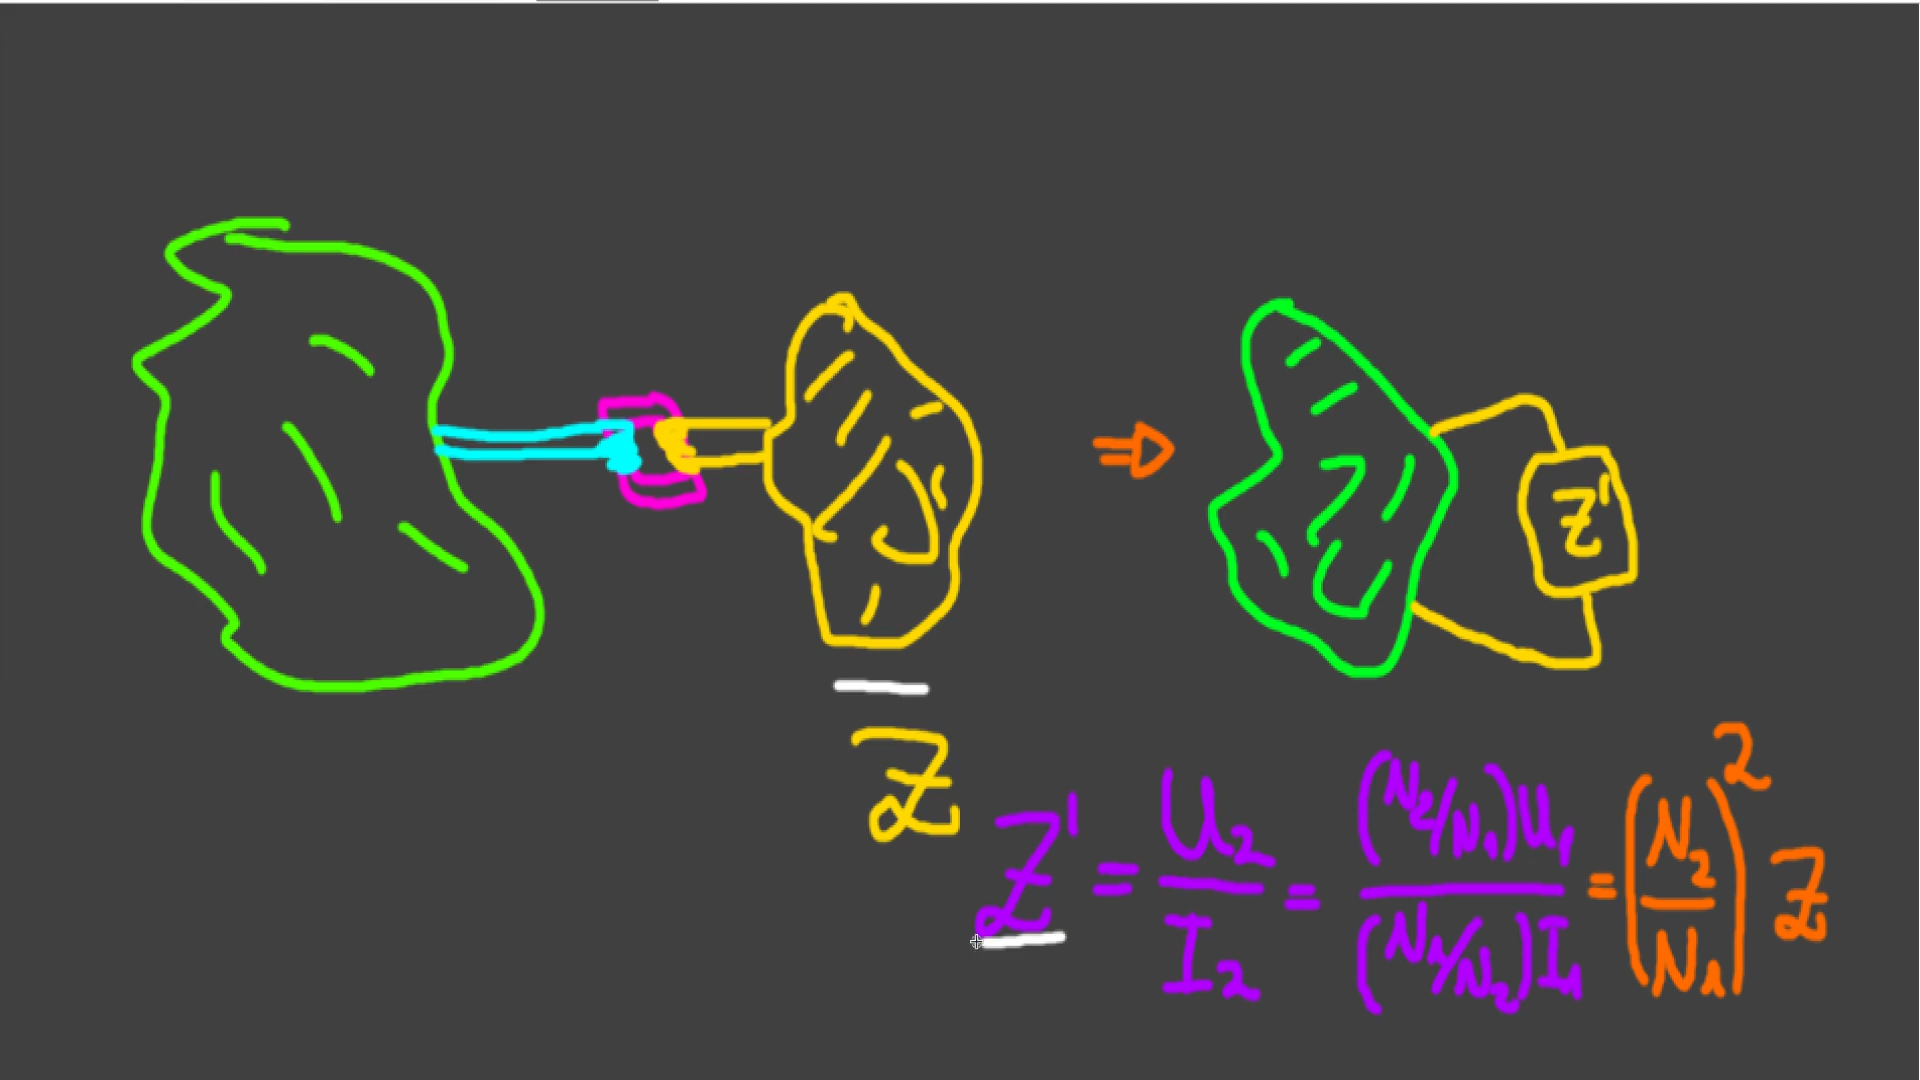 Z'
Z
Z' = U2 / I2 = (N2/N1)U1 / (N1/N2)I1 = (N2 / N1)^2 Z